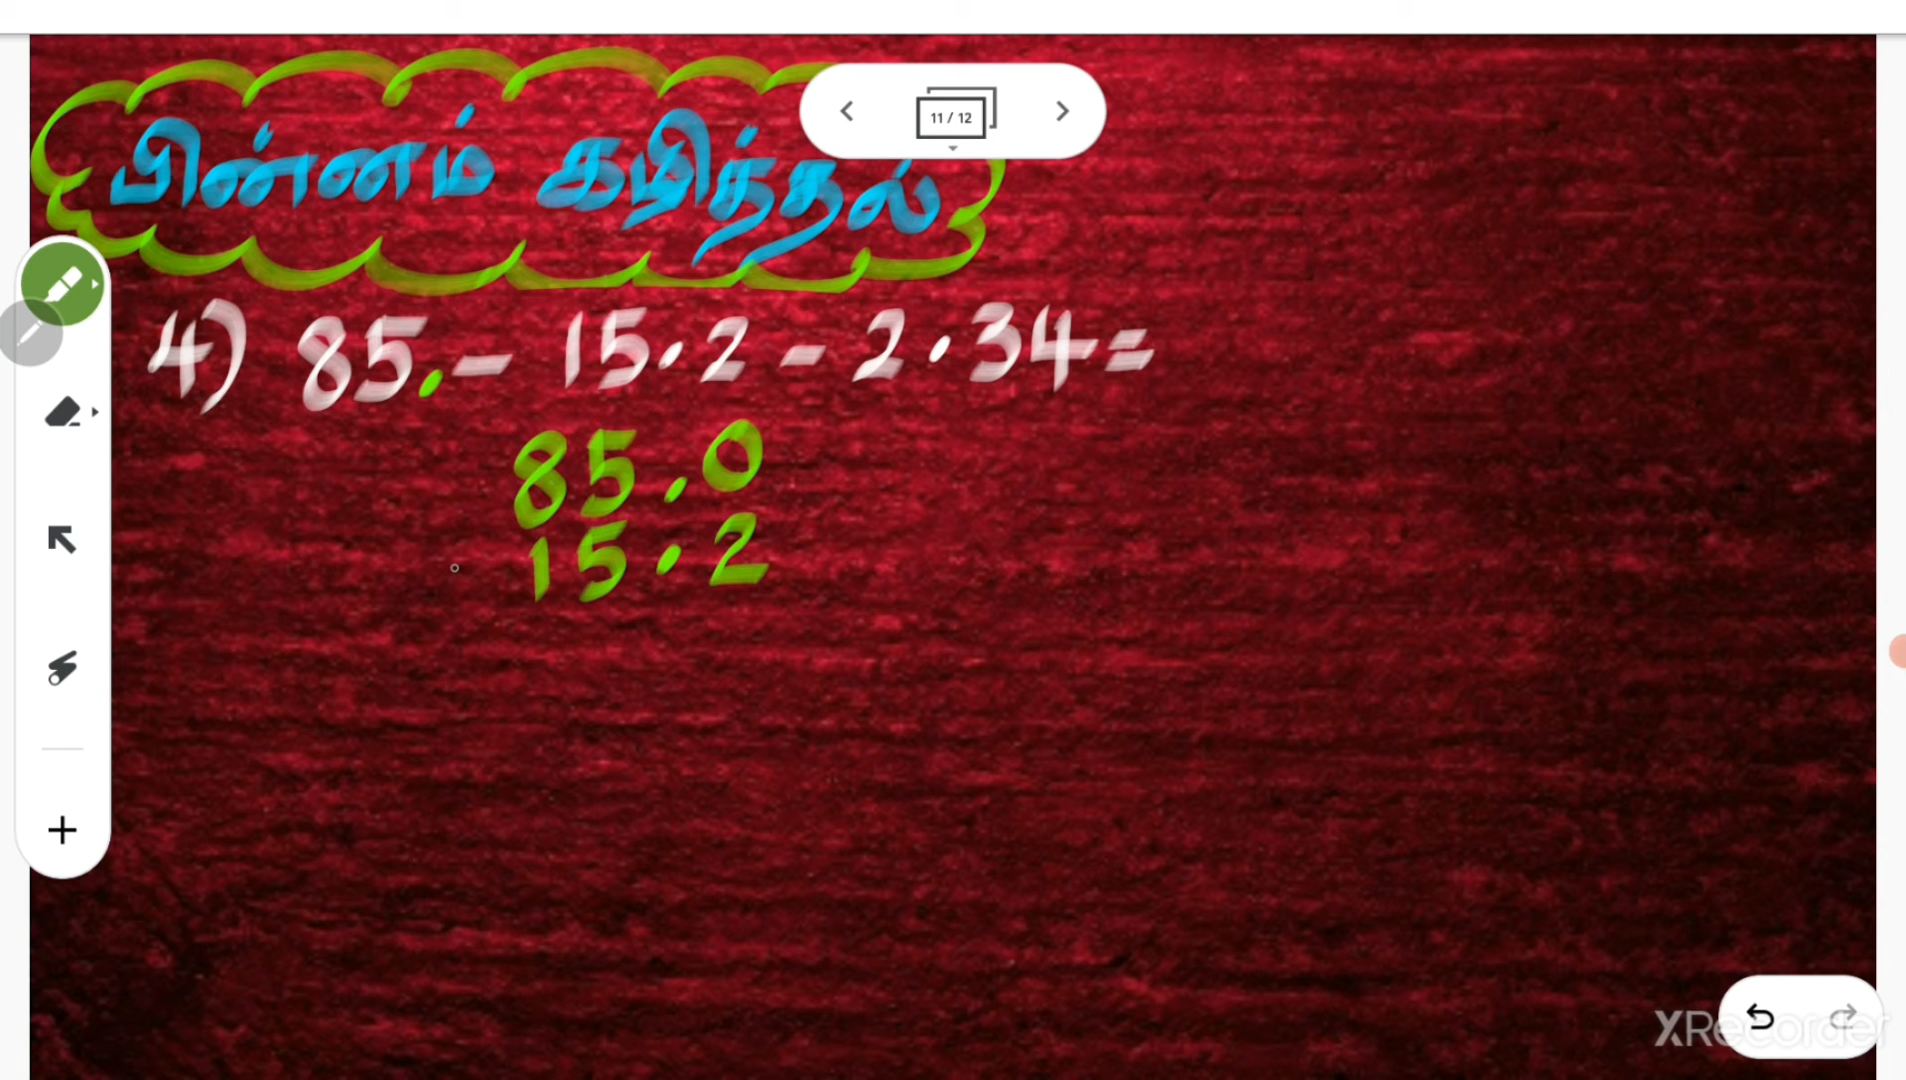 பின்னம் கழித்தல்
11 / 12
4) 85.- 15.2 - 2.34=
85.0
15.2
XRecorder